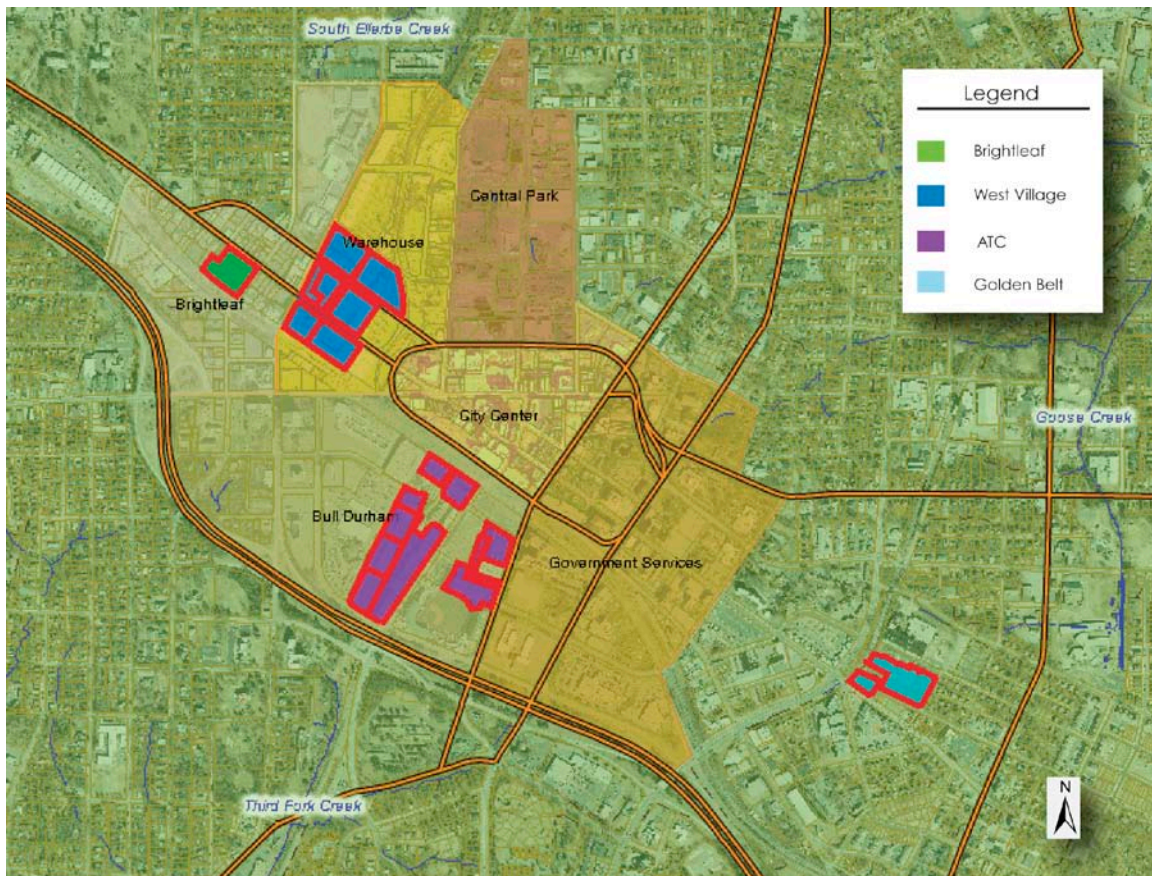 South Ellerbe Creek
Legend
Brightleaf
West Village
ATC
Golden Belt
Central Park
Warehouse
Brightleaf
City Center
Goose Creek
Bull Durham
Government Services
Third Fork Creek
N